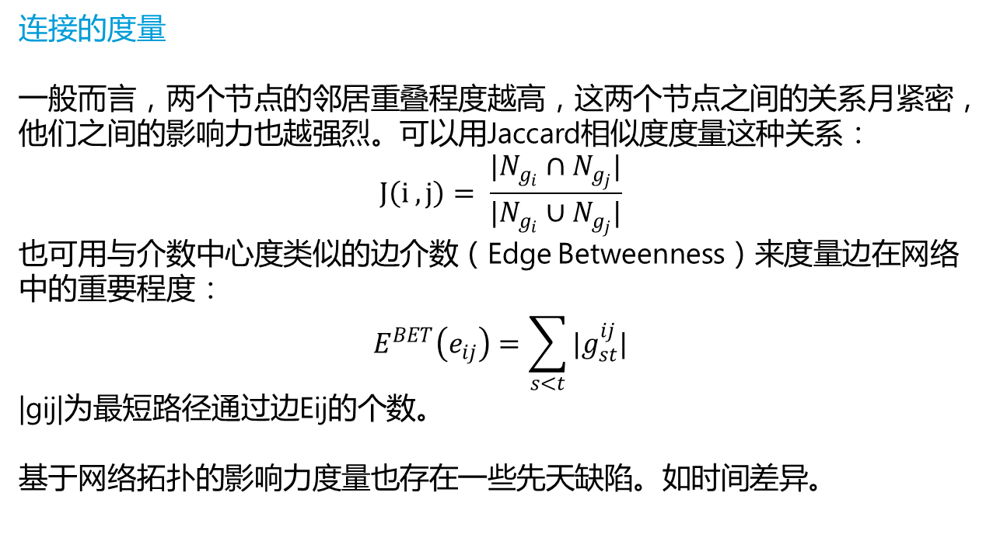 连接的度量
一般而言，两个节点的邻居重叠程度越高，这两个节点之间的关系月紧密，
他们之间的影响力也越强烈。可以用Jaccard相似度度量这种关系：
J(i ,j) = |N_{g_i} ∩ N_{g_j}| / |N_{g_i} ∪ N_{g_j}|
也可用与介数中心度类似的边介数（Edge Betweenness）来度量边在网络
中的重要程度：
E^{BET}(e_{ij}) = ∑_{s<t} |g_{st}^{ij}|
|gij|为最短路径通过边Eij的个数。
基于网络拓扑的影响力度量也存在一些先天缺陷。如时间差异。